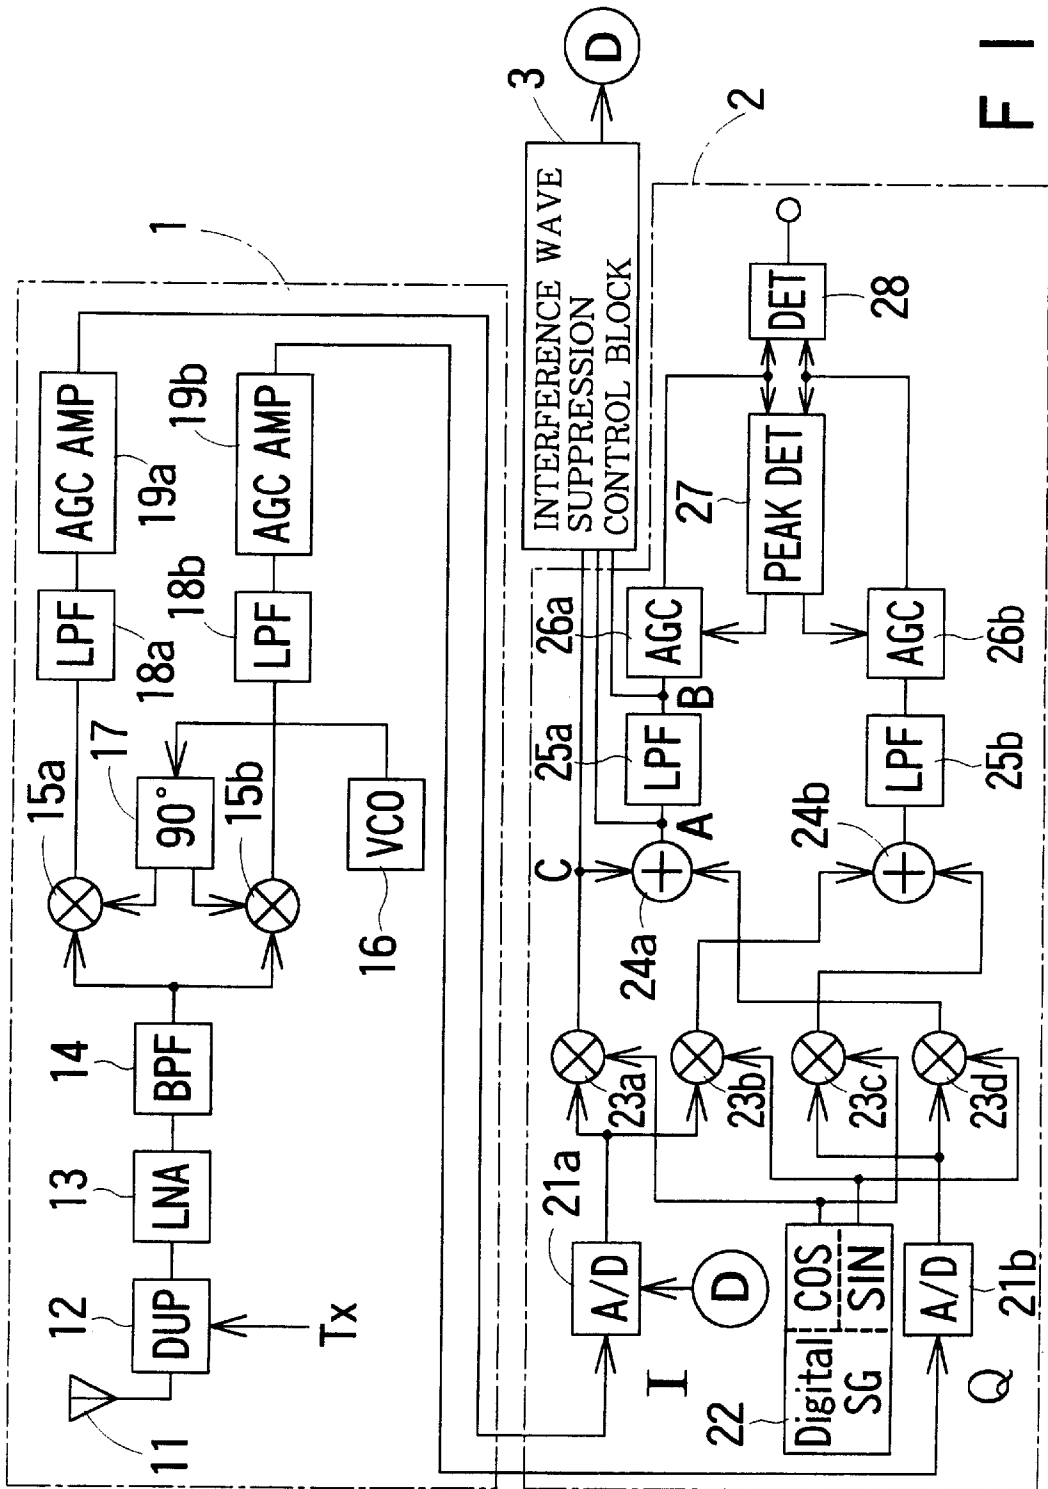 1
11
12
DUP
Tx
13
LNA
14
BPF
15a
15b
16
VCO
17
90°
18a
LPF
18b
LPF
19a
AGC AMP
19b
AGC AMP
3
INTERFERENCE WAVE
SUPPRESSION
CONTROL BLOCK
D
2
I
21a
A/D
D
22
Digital
SG
COS
SIN
Q
21b
A/D
23a
23b
23c
23d
C
24a
24b
A
25a
LPF
B
25b
LPF
26a
AGC
26b
AGC
27
PEAK DET
28
DET
F I